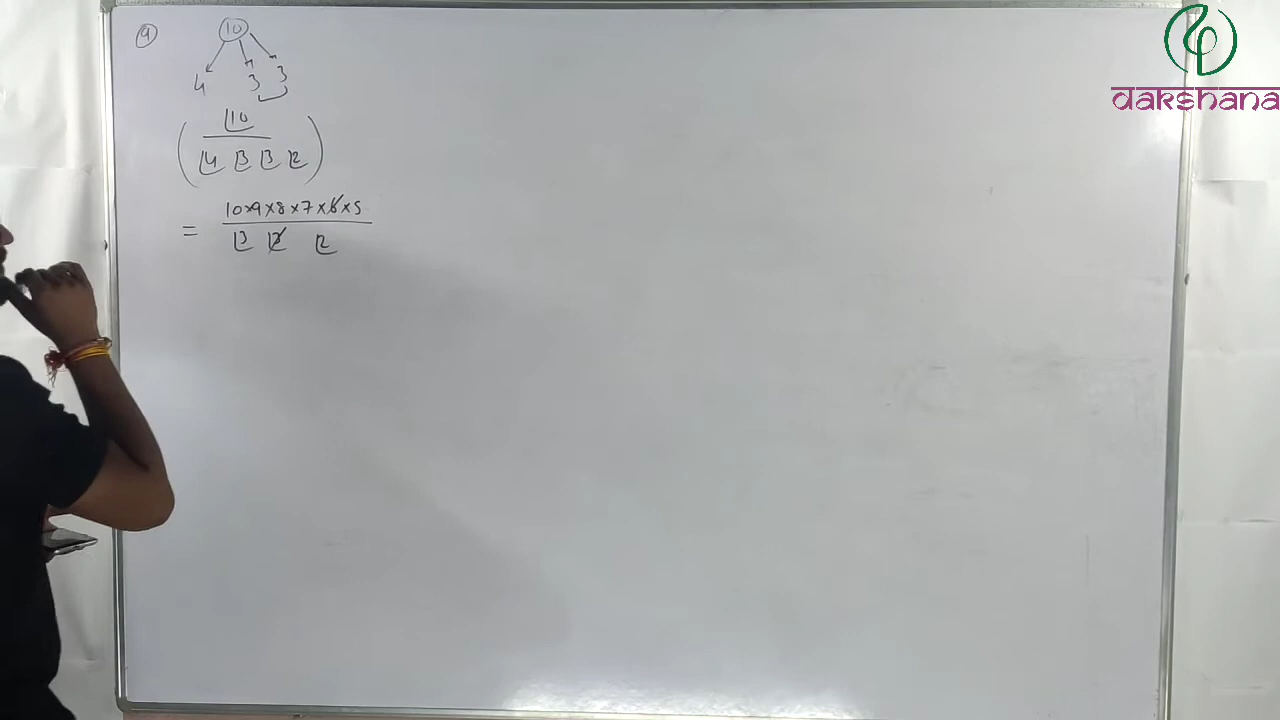 9
10
4 3 3
( |10 / |4 |3 |3 |2 )
= 10×9×8×7×6×5 / |3 |3 |2
dakshana